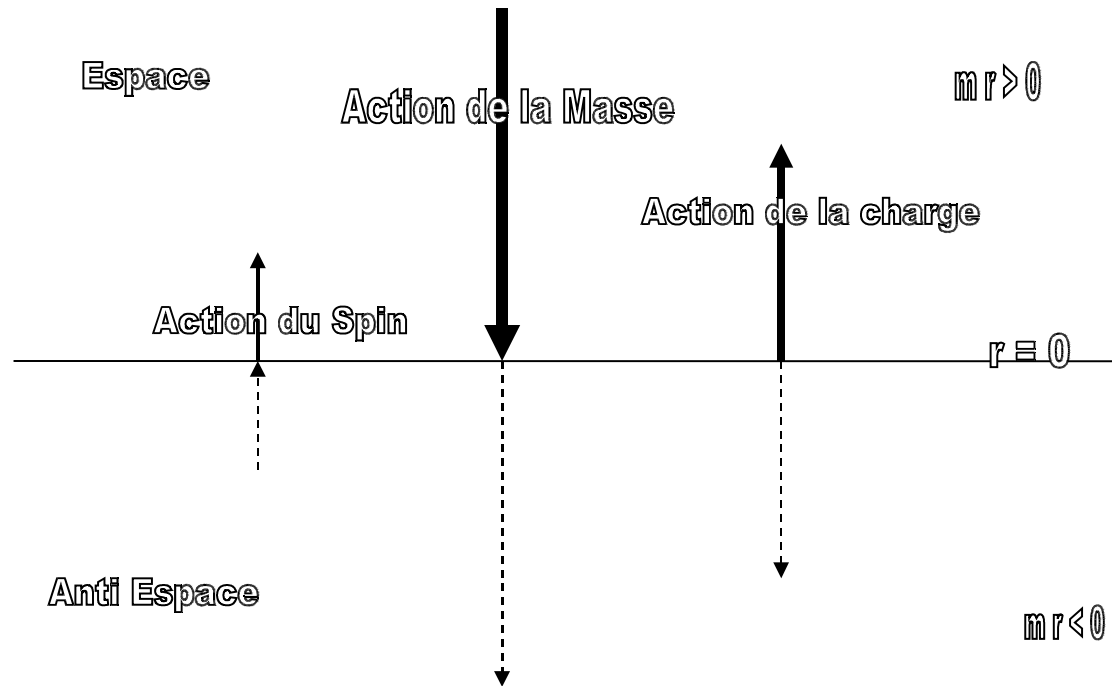 Espace
m r > 0
Action de la Masse
Action de la charge
Action du Spin
r = 0
Anti Espace
m r < 0